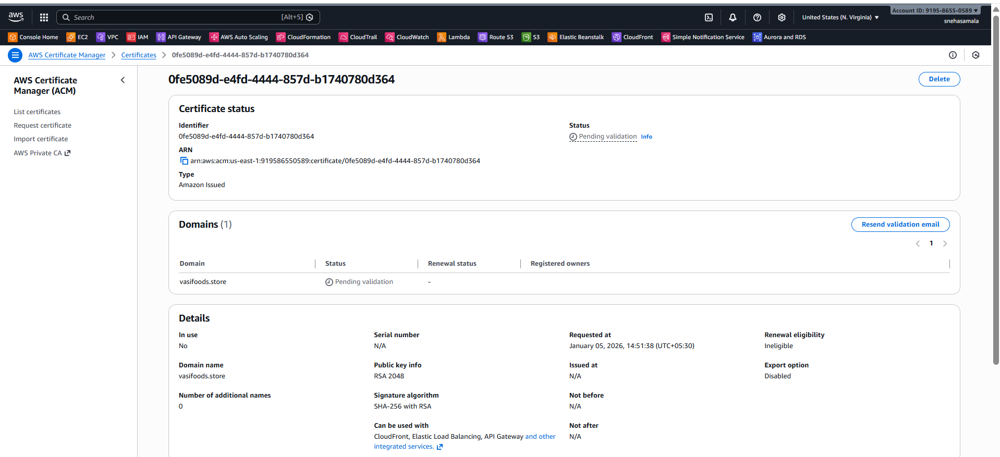 aws
Search [Alt+S]
United States (N. Virginia) ▼
Account ID: 9195-8655-0589 ▼
snehasamala
Console Home EC2 VPC IAM API Gateway AWS Auto Scaling CloudFormation CloudTrail CloudWatch Lambda Route 53 S3 Elastic Beanstalk CloudFront Simple Notification Service Aurora and RDS
AWS Certificate Manager > Certificates > 0fe5089d-e4fd-4444-857d-b1740780d364
AWS Certificate
Manager (ACM)
List certificates
Request certificate
Import certificate
AWS Private CA
0fe5089d-e4fd-4444-857d-b1740780d364
Delete
Certificate status
Identifier
0fe5089d-e4fd-4444-857d-b1740780d364
ARN
arn:aws:acm:us-east-1:919586550589:certificate/0fe5089d-e4fd-4444-857d-b1740780d364
Type
Amazon Issued
Status
Pending validation Info
Domains (1)
Resend validation email
1
Domain Status Renewal status Registered owners
vasifoods.store Pending validation -
Details
In use
No
Domain name
vasifoods.store
Number of additional names
0
Serial number
N/A
Public key info
RSA 2048
Signature algorithm
SHA-256 with RSA
Can be used with
CloudFront, Elastic Load Balancing, API Gateway and other
integrated services.
Requested at
January 05, 2026, 14:51:38 (UTC+05:30)
Issued at
N/A
Not before
N/A
Not after
N/A
Renewal eligibility
Ineligible
Export option
Disabled